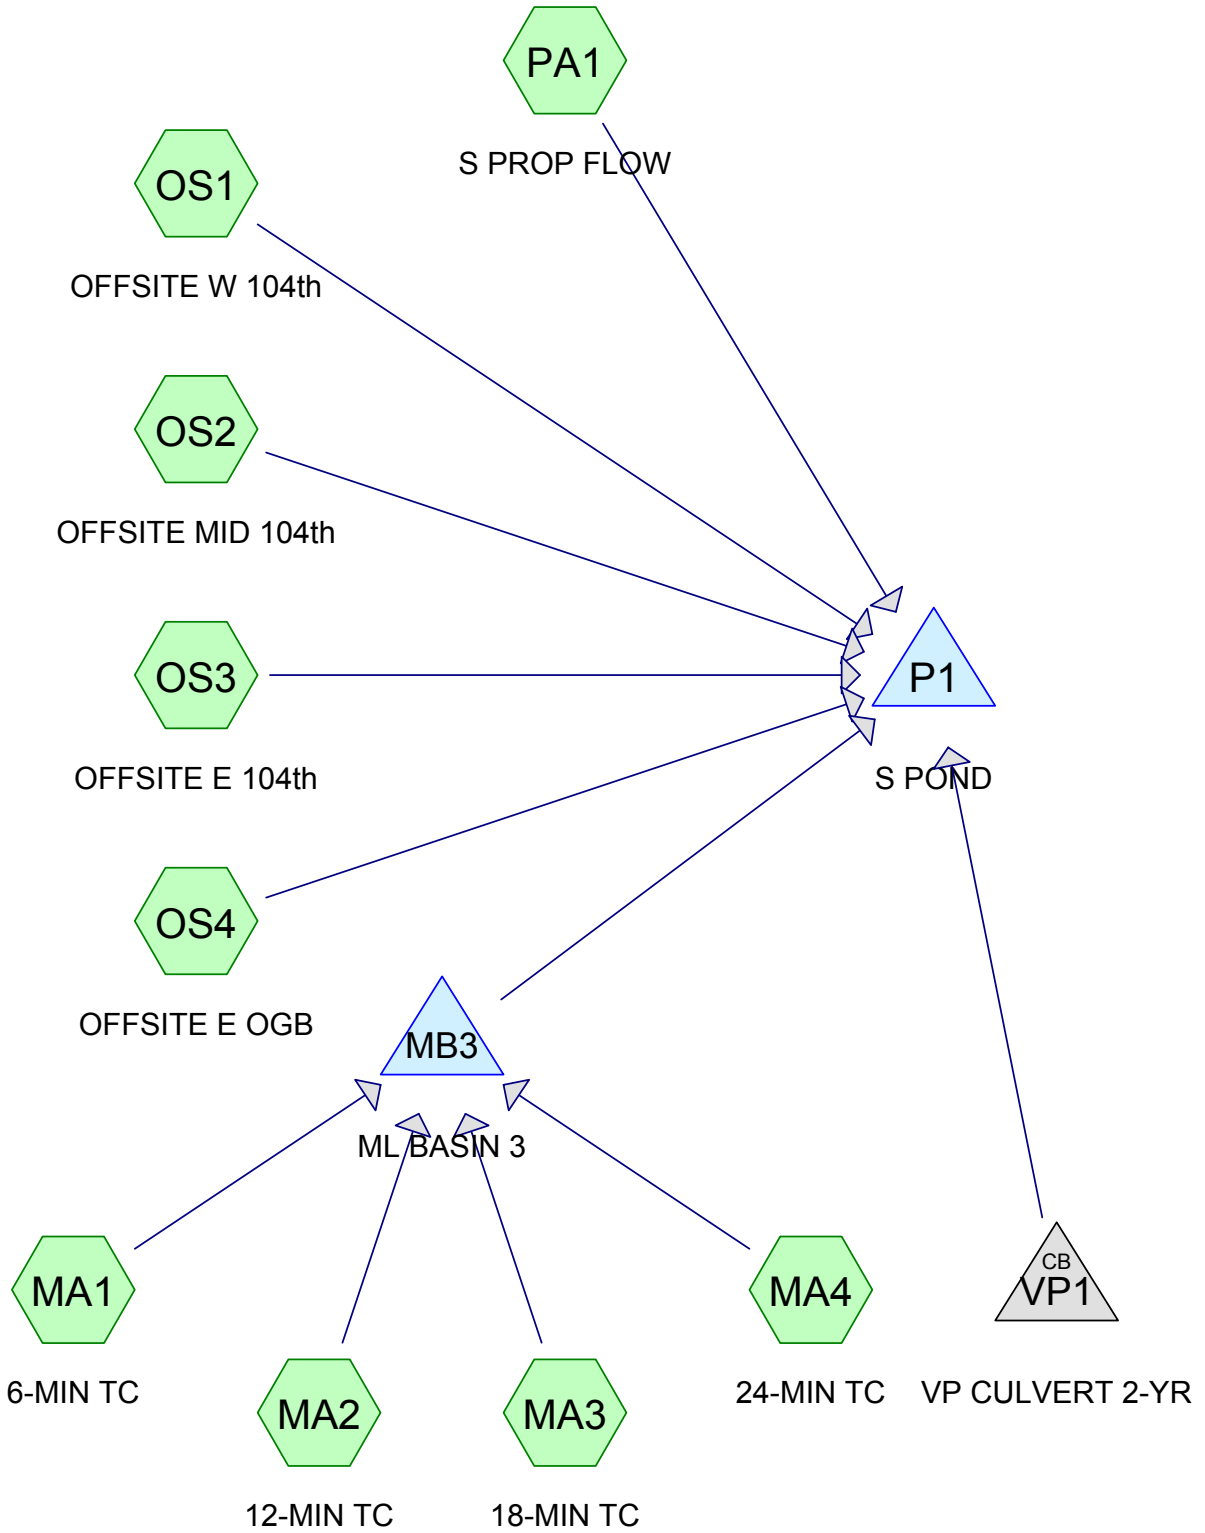 PA1
S PROP FLOW
OS1
OFFSITE W 104th
OS2
OFFSITE MID 104th
OS3
OFFSITE E 104th
P1
S POND
OS4
OFFSITE E OGB
MB3
ML BASIN 3
MA1
6-MIN TC
MA2
12-MIN TC
MA3
18-MIN TC
MA4
24-MIN TC
CB
VP1
VP CULVERT 2-YR